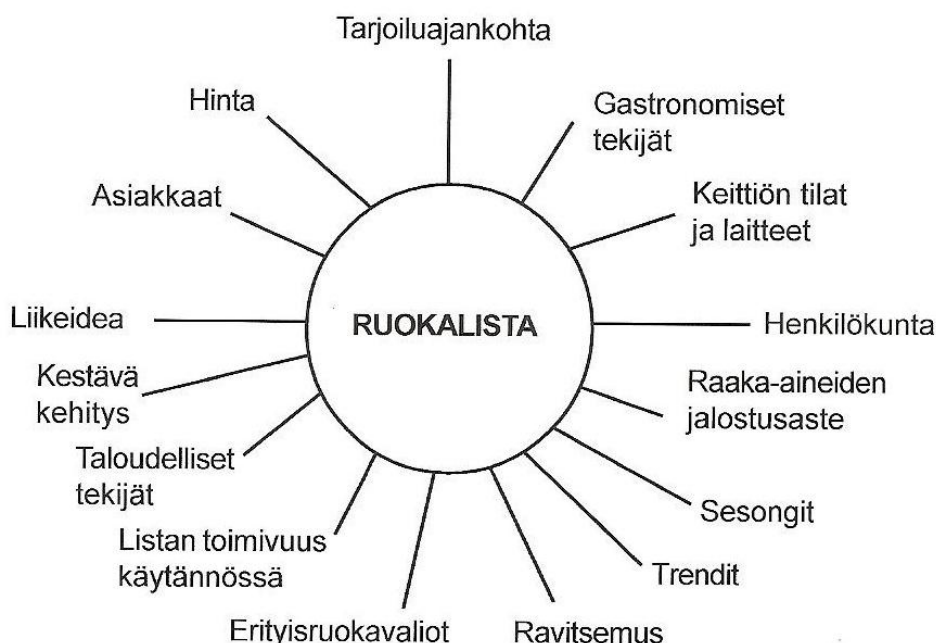 Tarjoiluajankohta
Gastronomiset
tekijät
Keittiön tilat
ja laitteet
Henkilökunta
Raaka-aineiden
jalostusaste
Sesongit
Trendit
Ravitsemus
Erityisruokavaliot
Listan toimivuus
käytännössä
Taloudelliset
tekijät
Kestävä
kehitys
Liikeidea
Asiakkaat
Hinta
RUOKALISTA